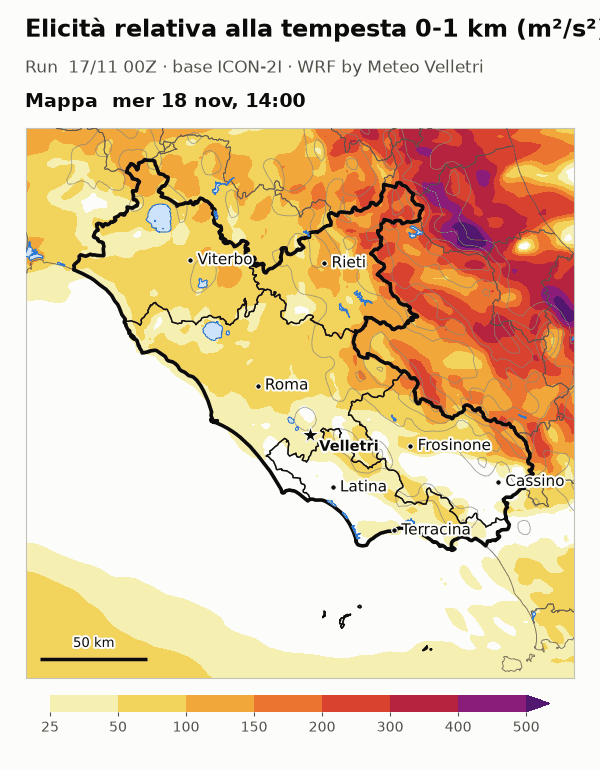 Elicità relativa alla tempesta 0-1 km (m²/s²)
Run  17/11 00Z · base ICON-2I · WRF by Meteo Velletri
Mappa  mer 18 nov, 14:00
Viterbo
Rieti
Roma
Velletri
Frosinone
Cassino
Latina
Terracina
50 km
25 50 100 150 200 300 400 500